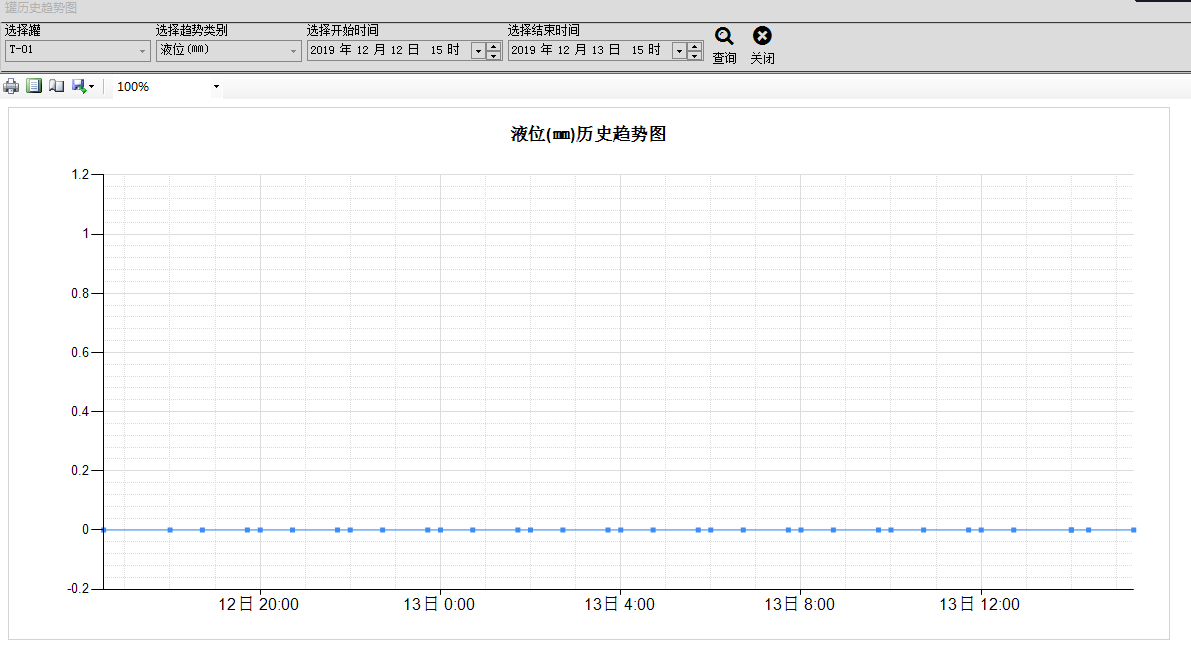 罐历史趋势图
选择罐 选择趋势类别 选择开始时间 选择结束时间
T-01 液位(㎜) 2019 年 12 月 12 日 15 时 2019 年 12 月 13 日 15 时
查询 关闭
100%
液位(㎜)历史趋势图
1.2
1
0.8
0.6
0.4
0.2
0
-0.2
12日 20:00 13日 0:00 13日 4:00 13日 8:00 13日 12:00